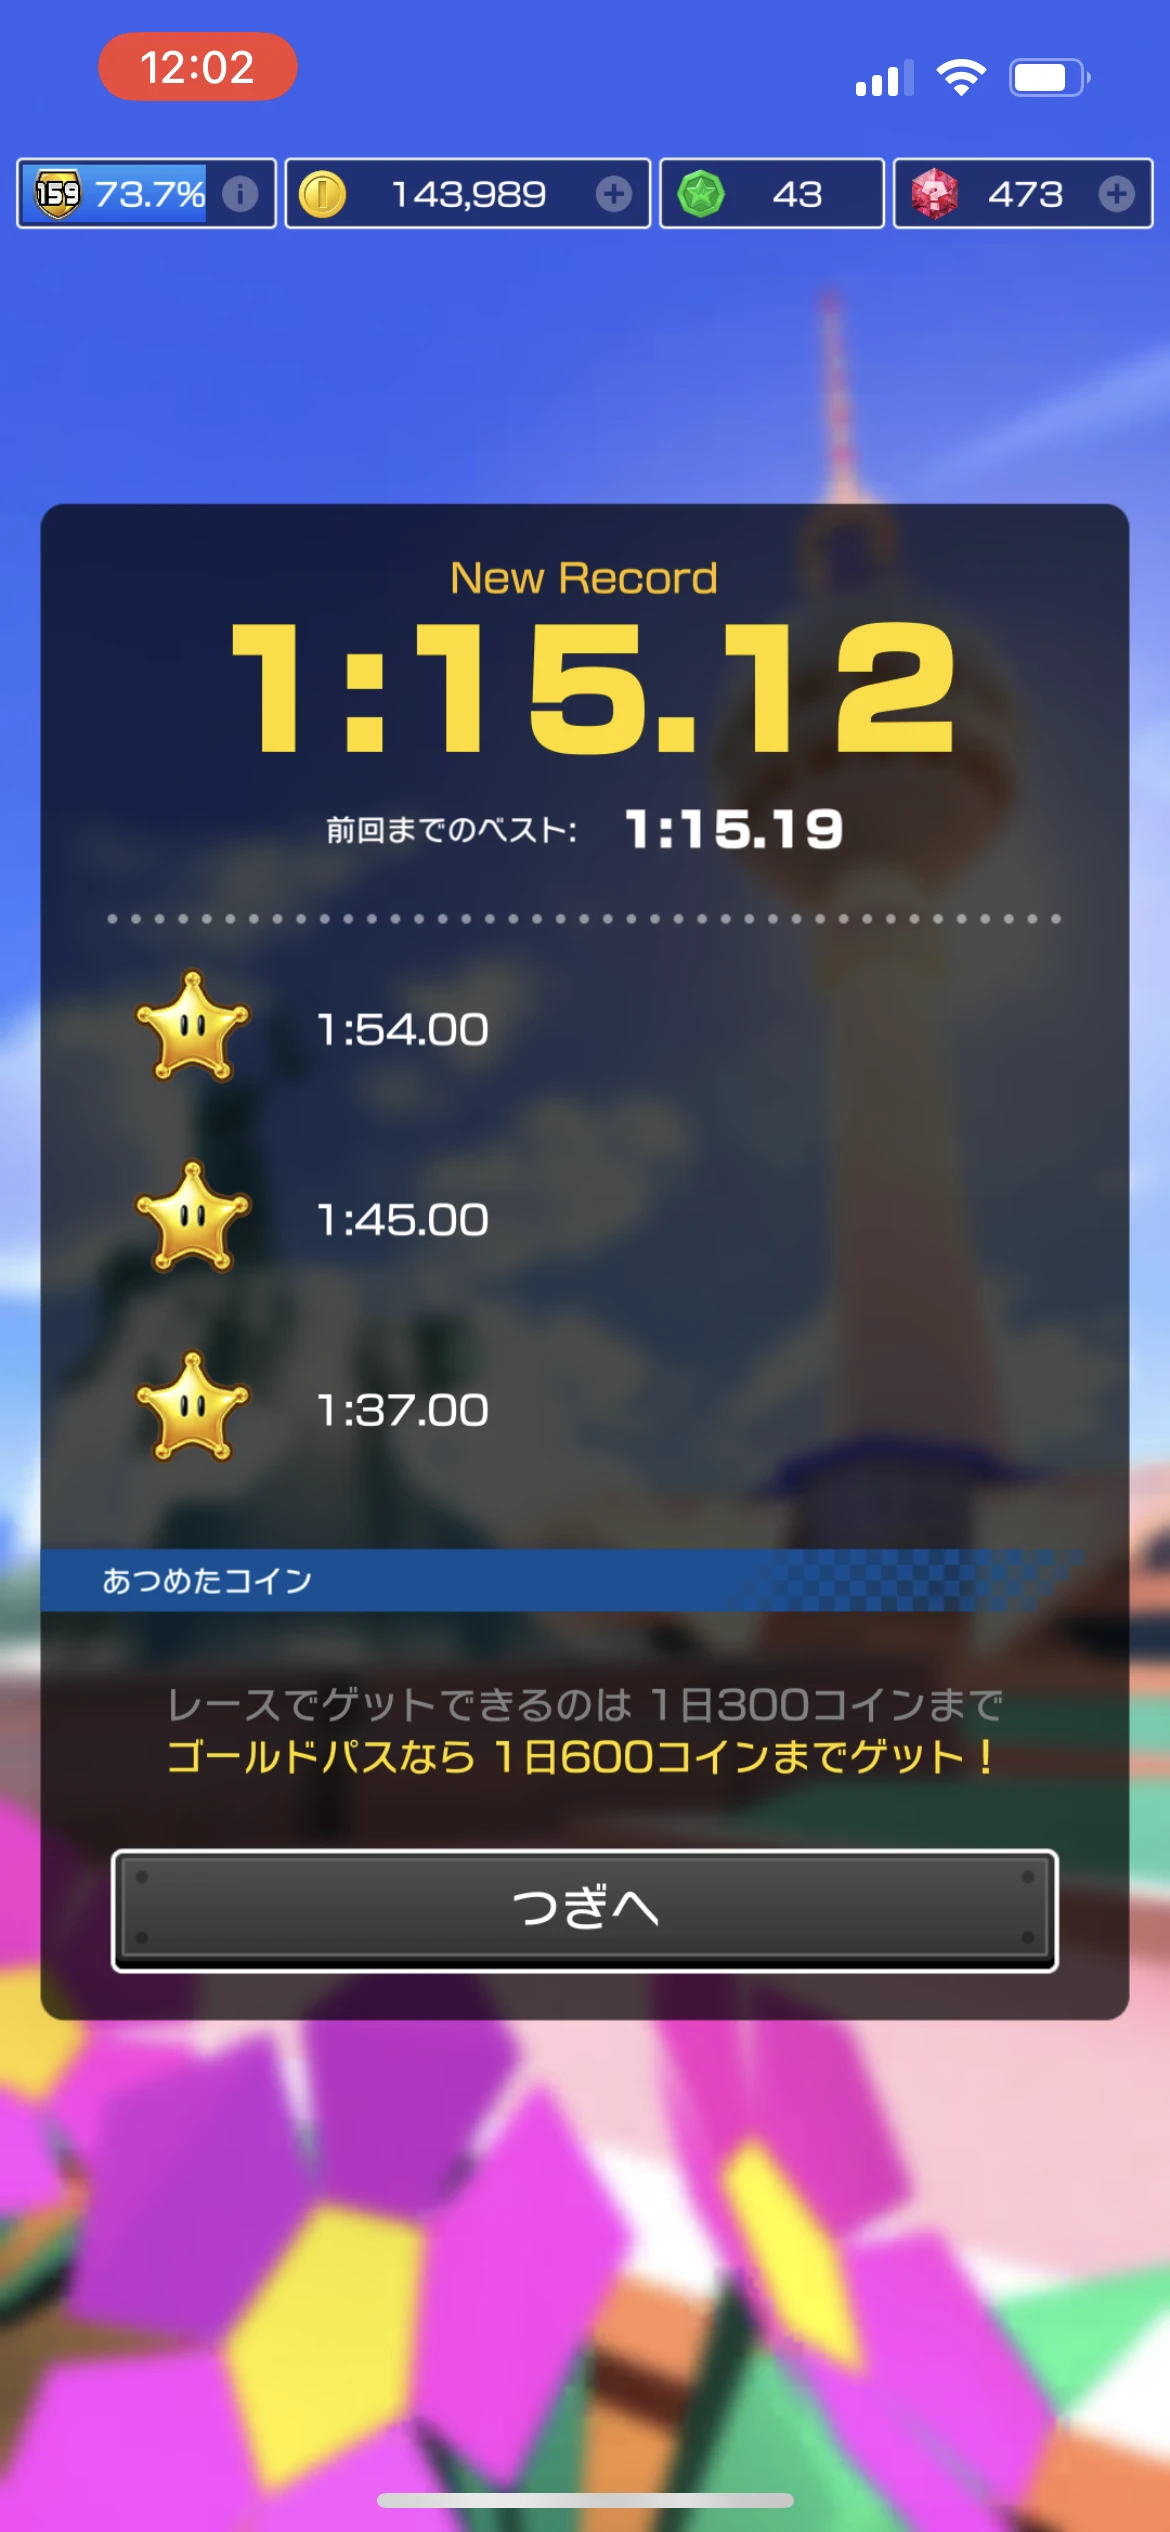 12:02
159 73.7% i 143,989 + 43 473 +
New Record
1:15.12
前回までのベスト: 1:15.19
1:54.00
1:45.00
1:37.00
あつめたコイン
レースでゲットできるのは 1日300コインまで
ゴールドパスなら 1日600コインまでゲット！
つぎへ